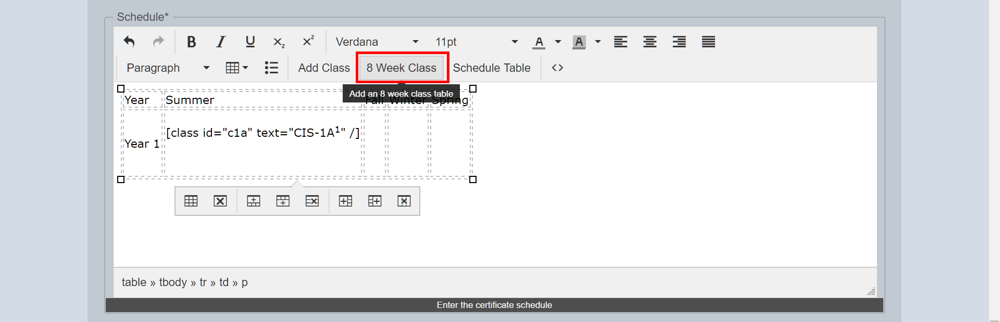 Schedule*
B I U X₂ X² Verdana 11pt A A
Paragraph Add Class 8 Week Class Schedule Table <>
Add an 8 week class table
Year Summer Fall Winter Spring
[class id="c1a" text="CIS-1A¹" /]
Year 1
table » tbody » tr » td » p
Enter the certificate schedule